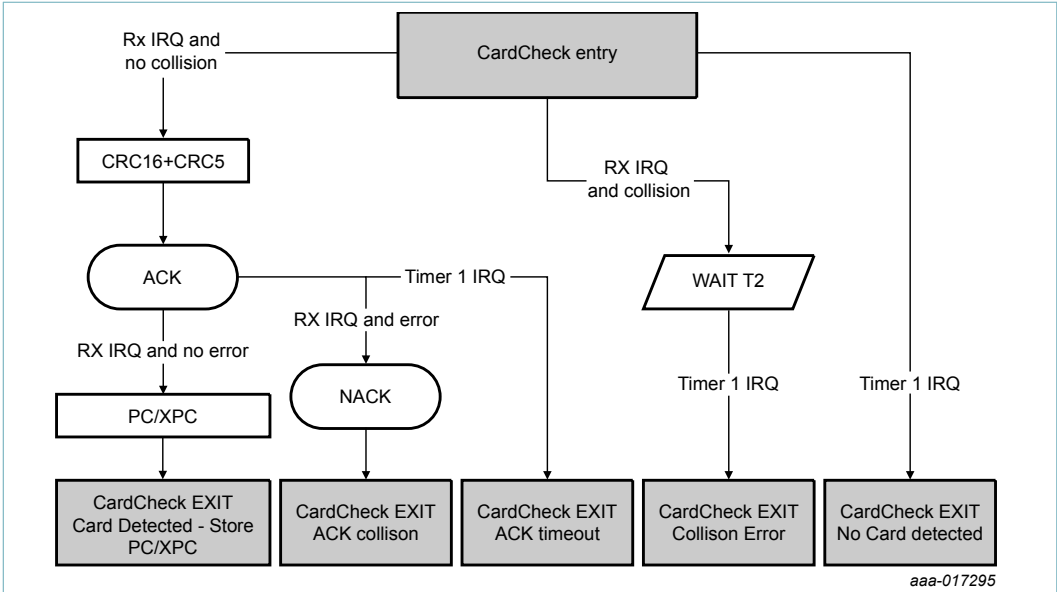 Rx IRQ and
no collision
CardCheck entry
CRC16+CRC5
RX IRQ
and collision
ACK
Timer 1 IRQ
WAIT T2
RX IRQ and error
RX IRQ and no error
NACK
Timer 1 IRQ
Timer 1 IRQ
PC/XPC
CardCheck EXIT
Card Detected - Store
PC/XPC
CardCheck EXIT
ACK collison
CardCheck EXIT
ACK timeout
CardCheck EXIT
Collison Error
CardCheck EXIT
No Card detected
aaa-017295